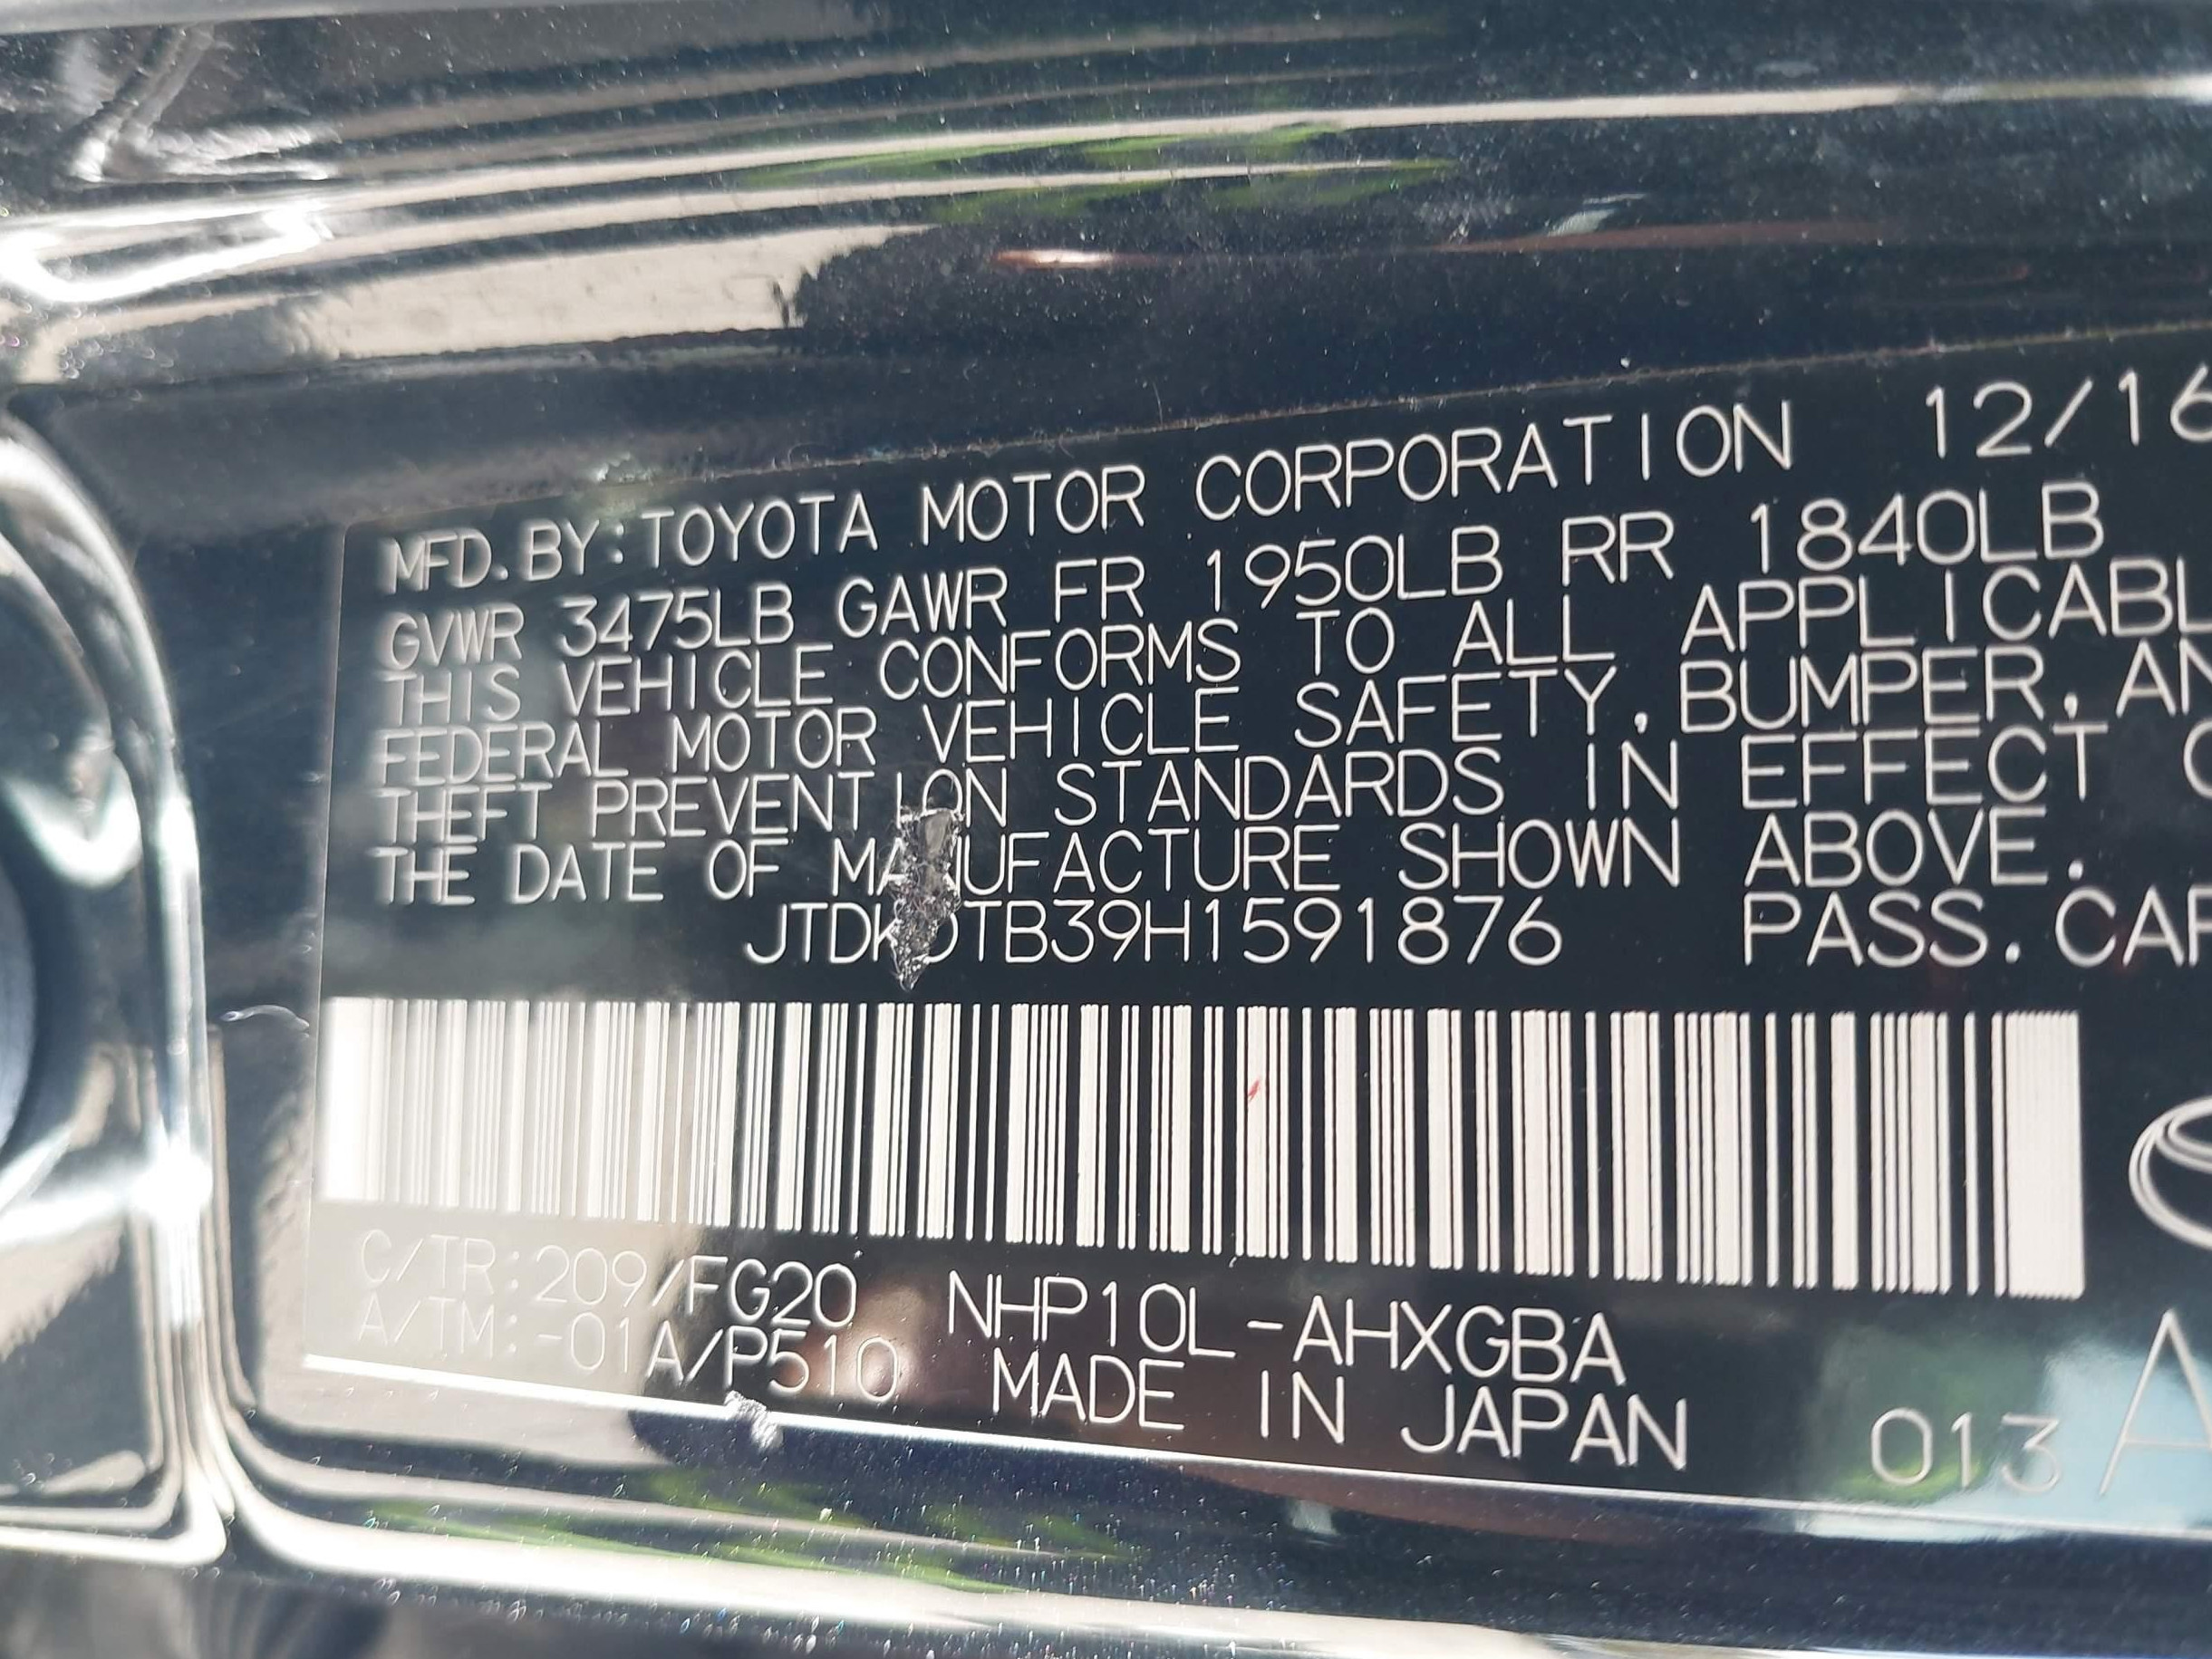 MFD.BY:TOYOTA MOTOR CORPORATION 12/16
GVWR 3475LB GAWR FR 1950LB RR 1840LB
THIS VEHICLE CONFORMS TO ALL APPLICABL
FEDERAL MOTOR VEHICLE SAFETY,BUMPER,AN
THEFT PREVENTION STANDARDS IN EFFECT
THE DATE OF MANUFACTURE SHOWN ABOVE.
JTDKDTB39H1591876 PASS.CAR
C/TR:209/FG20 NHP10L-AHXGBA
A/TM:-01A/P510 MADE IN JAPAN
013 A